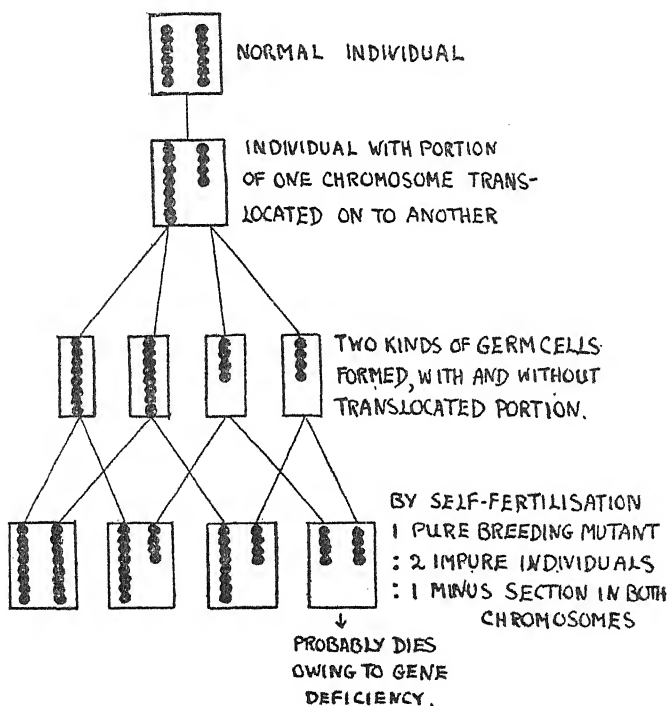 NORMAL INDIVIDUAL
INDIVIDUAL WITH PORTION
OF ONE CHROMOSOME TRANS-
LOCATED ON TO ANOTHER
TWO KINDS OF GERM CELLS
FORMED, WITH AND WITHOUT
TRANSLOCATED PORTION.
BY SELF-FERTILISATION
1 PURE BREEDING MUTANT
: 2 IMPURE INDIVIDUALS
: 1 MINUS SECTION IN BOTH
CHROMOSOMES
PROBABLY DIES
OWING TO GENE
DEFICIENCY.